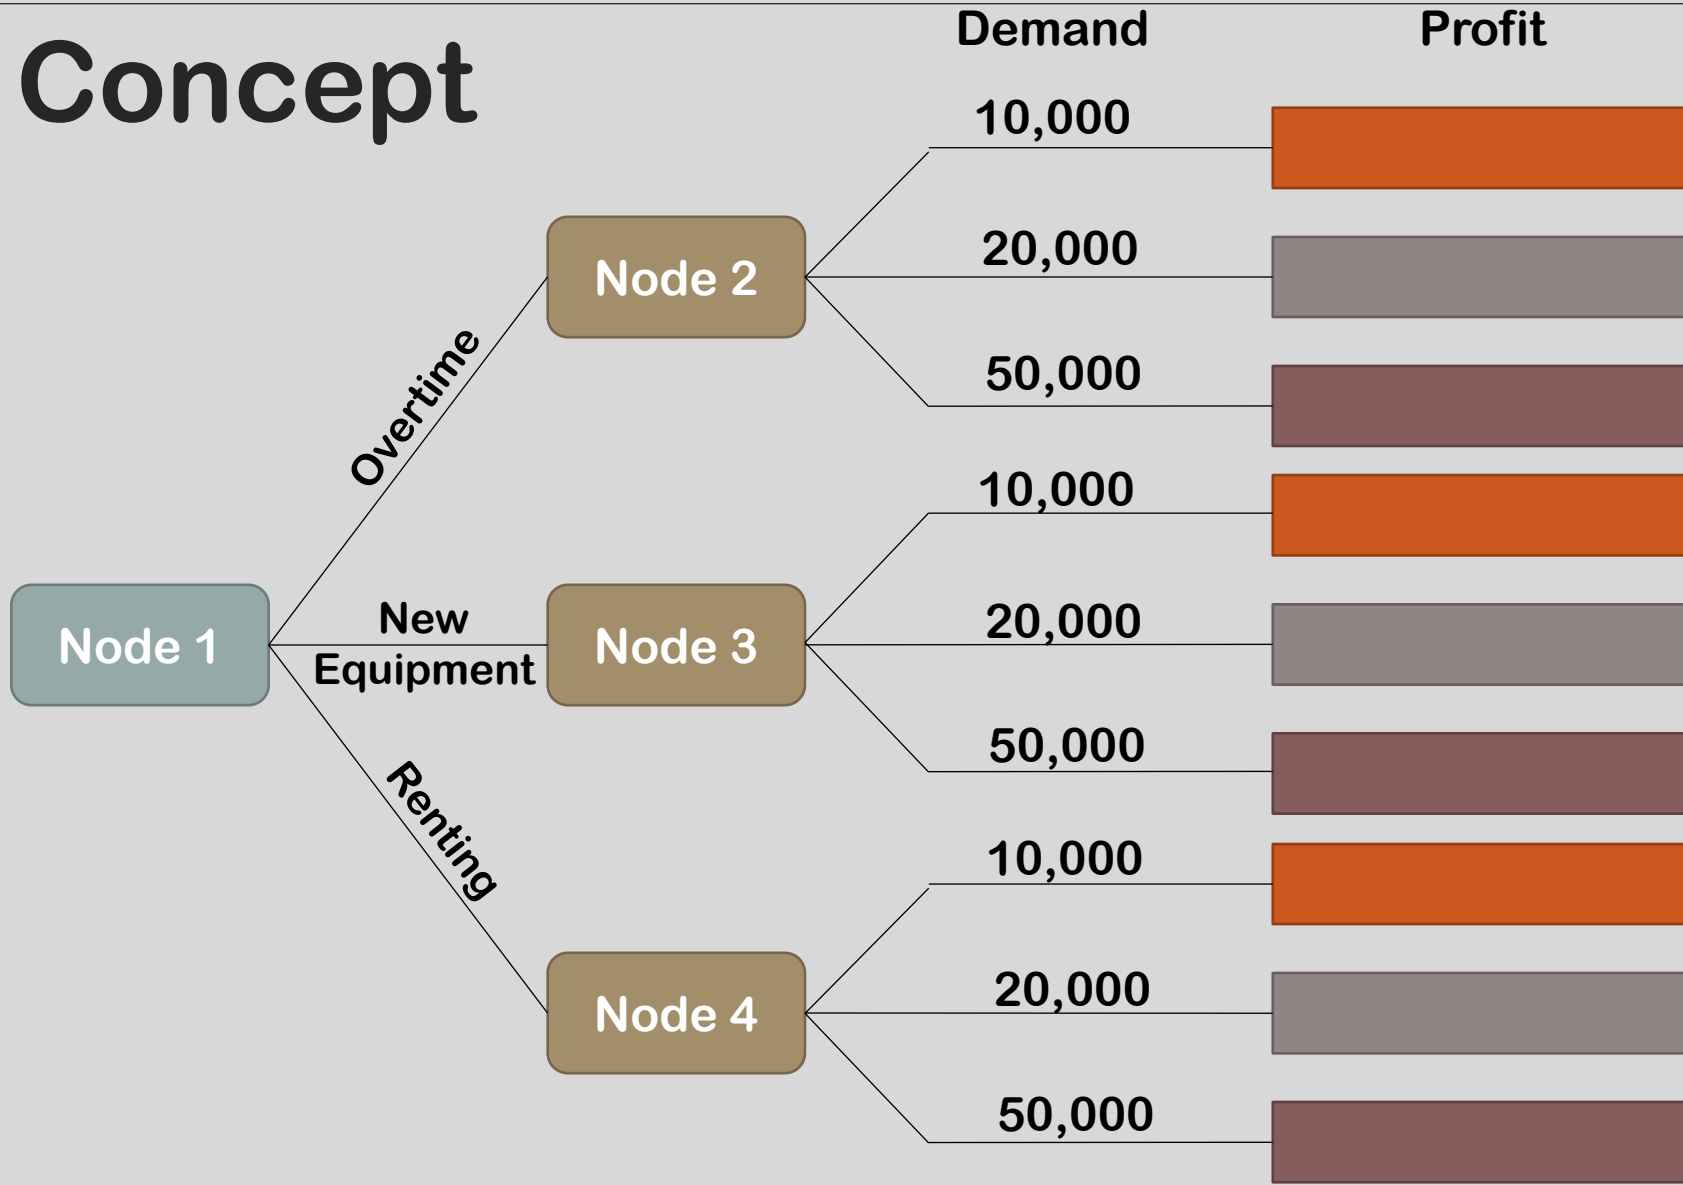 Concept
Demand
Profit
10,000
20,000
50,000
Node 2
Overtime
10,000
20,000
50,000
Node 1
New
Equipment
Node 3
Renting
10,000
20,000
50,000
Node 4